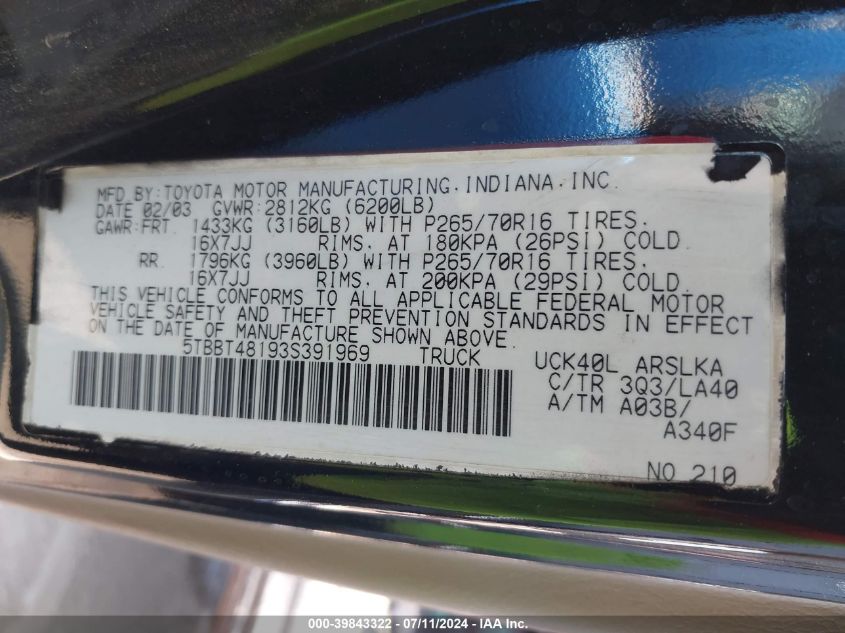 MFD BY: TOYOTA MOTOR MANUFACTURING, INDIANA, INC.
DATE 02/03 GVWR: 2812KG (6200LB)
GAWR: FRT. 1433KG (3160LB) WITH P265/70R16 TIRES.
16X7JJ RIMS. AT 180KPA (26PSI) COLD.
RR. 1796KG (3960LB) WITH P265/70R16 TIRES.
16X7JJ RIMS. AT 200KPA (29PSI) COLD.
THIS VEHICLE CONFORMS TO ALL APPLICABLE FEDERAL MOTOR
VEHICLE SAFETY AND THEFT PREVENTION STANDARDS IN EFFECT
ON THE DATE OF MANUFACTURE SHOWN ABOVE.
5TBBT48193S391969 TRUCK UCK40L ARSLKA
C/TR 3Q3/LA40
A/TM A03B/
A340F
NO 210
000-39843322 - 07/11/2024 - © IAA Inc.